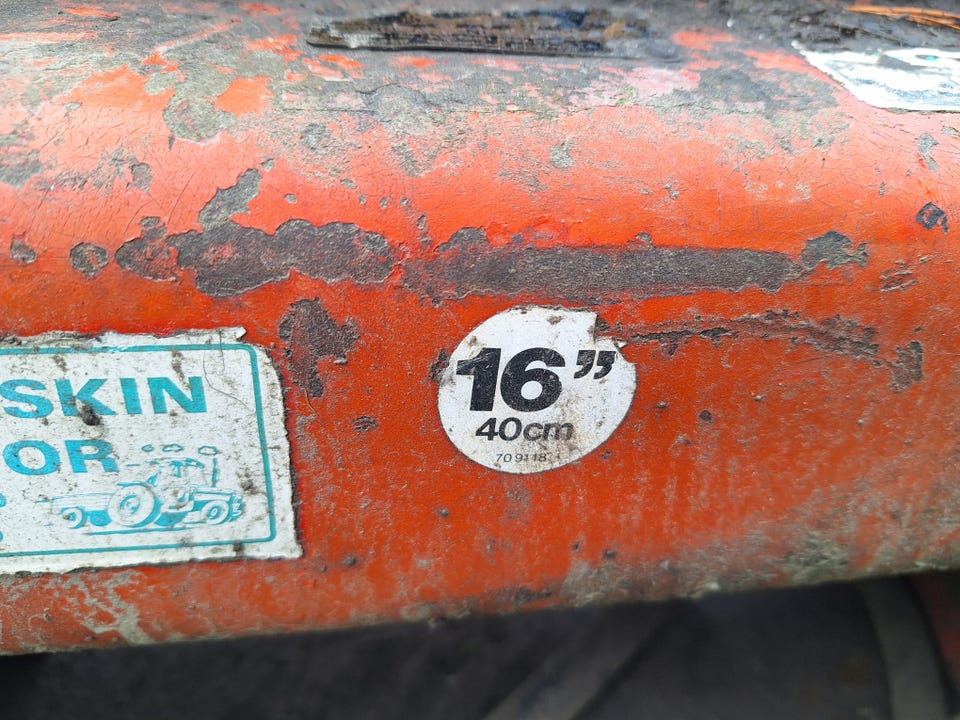 SKIN
OR
16”
40cm
709118